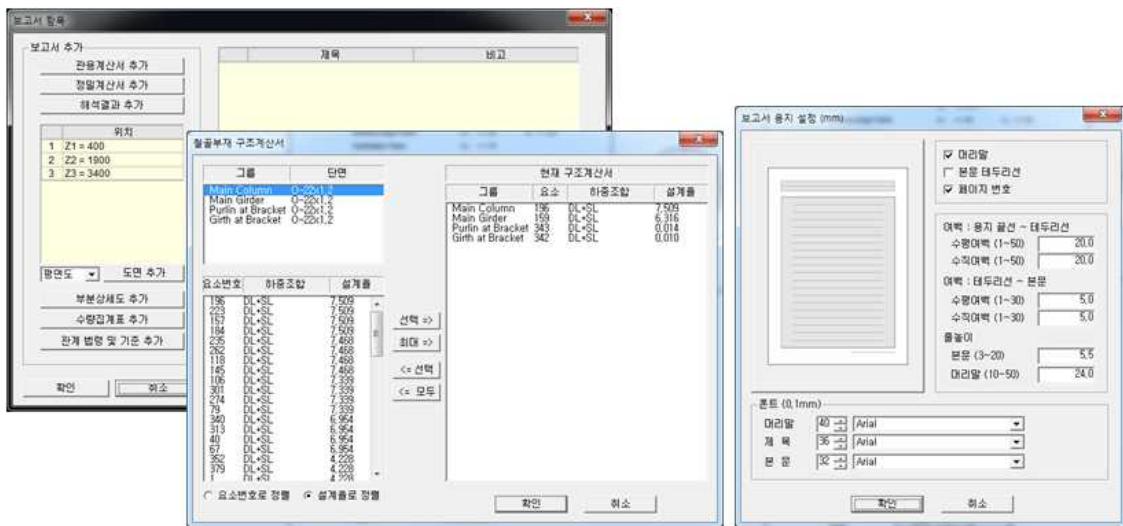 보고서 항목
보고서 추가
관용계산서 추가
정밀계산서 추가
해석결과 추가
위치
1 Z1 = 400
2 Z2 = 1900
3 Z3 = 3400
평면도 도면 추가
부분상세도 추가
수량집계표 추가
관계 법령 및 기준 추가
확인 취소
제목 비고
철골부재 구조계산서
그룹 단면
Main Column O-22x1,2
Main Girder O-22x1,2
Purlin at Bracket O-22x1,2
Girth at Bracket O-22x1,2
요소번호 하중조합 설계율
196 DL+SL 7,509
223 DL+SL 7,509
157 DL+SL 7,509
184 DL+SL 7,509
235 DL+SL 7,468
262 DL+SL 7,468
118 DL+SL 7,468
145 DL+SL 7,468
106 DL+SL 7,339
301 DL+SL 7,339
274 DL+SL 7,339
79 DL+SL 7,339
340 DL+SL 6,954
313 DL+SL 6,954
40 DL+SL 6,954
67 DL+SL 6,954
352 DL+SL 4,228
379 DL+SL 4,228
1 DL+SL 4,228
요소번호로 정렬 설계율로 정렬
선택 =>
최대 =>
<= 선택
<= 모두
현재 구조계산서
그룹 요소 하중조합 설계율
Main Column 196 DL+SL 7,509
Main Girder 159 DL+SL 6,316
Purlin at Bracket 343 DL+SL 0,014
Girth at Bracket 342 DL+SL 0,010
확인 취소
보고서 용지 설정 (mm)
머리말
본문 테두리선
페이지 번호
여백 : 용지 끝선 ~ 테두리선
수평여백 (1~50) 20,0
수직여백 (1~50) 20,0
여백 : 테두리선 ~ 본문
수평여백 (1~30) 5,0
수직여백 (1~30) 5,0
줄높이
본문 (3~20) 5,5
머리말 (10~50) 24,0
폰트 (0,1mm)
머리말 40 Arial
제 목 36 Arial
본 문 32 Arial
확인 취소